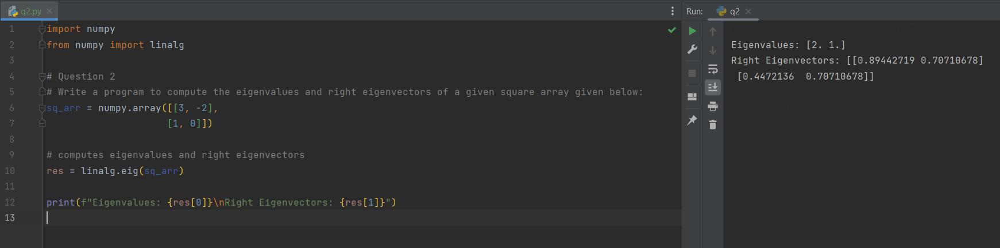 q2.py
1 import numpy
2 from numpy import linalg
3
4 # Question 2
5 # Write a program to compute the eigenvalues and right eigenvectors of a given square array given below:
6 sq_arr = numpy.array([[3, -2],
7 [1, 0]])
8
9 # computes eigenvalues and right eigenvectors
10 res = linalg.eig(sq_arr)
11
12 print(f"Eigenvalues: {res[0]}\nRight Eigenvectors: {res[1]}")
13
Run: q2
Eigenvalues: [2. 1.]
Right Eigenvectors: [[0.89442719 0.70710678]
[0.4472136  0.70710678]]